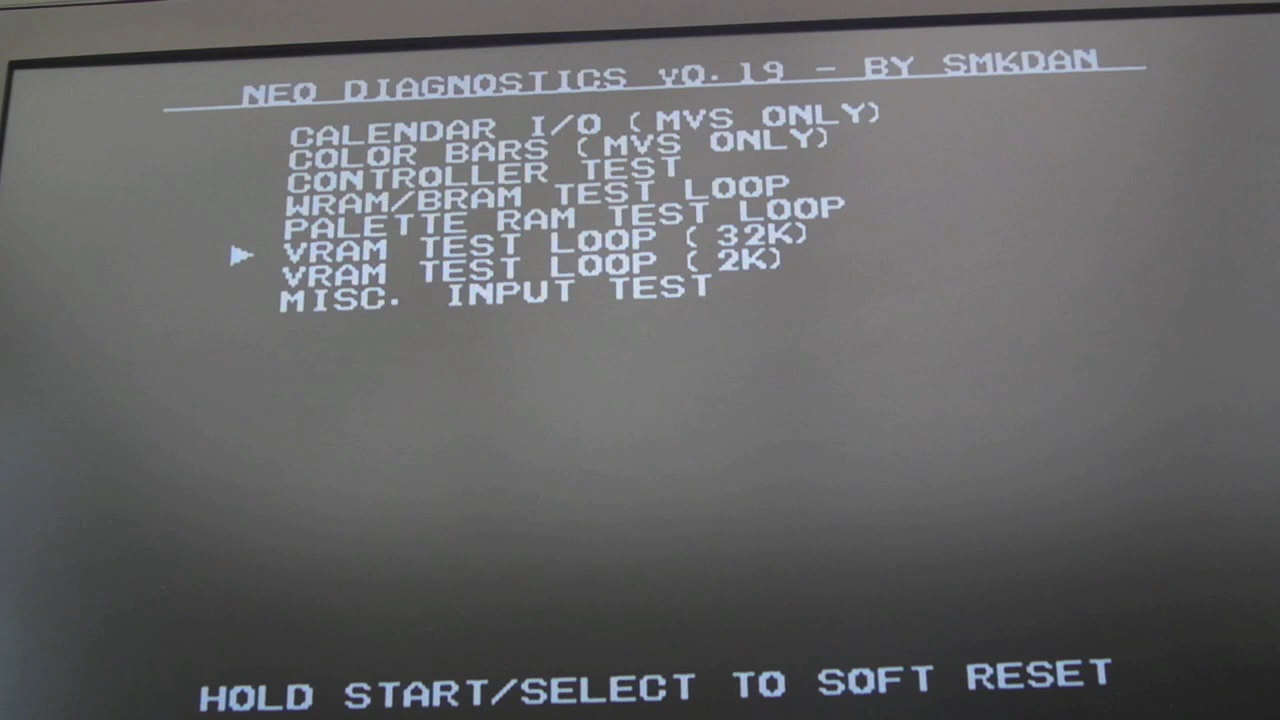 NEO DIAGNOSTICS v0.19 - BY SMKDAN
CALENDAR I/O (MVS ONLY)
COLOR BARS (MVS ONLY)
CONTROLLER TEST
WRAM/BRAM TEST LOOP
PALETTE RAM TEST LOOP
VRAM TEST LOOP (32K)
VRAM TEST LOOP (2K)
MISC. INPUT TEST
HOLD START/SELECT TO SOFT RESET